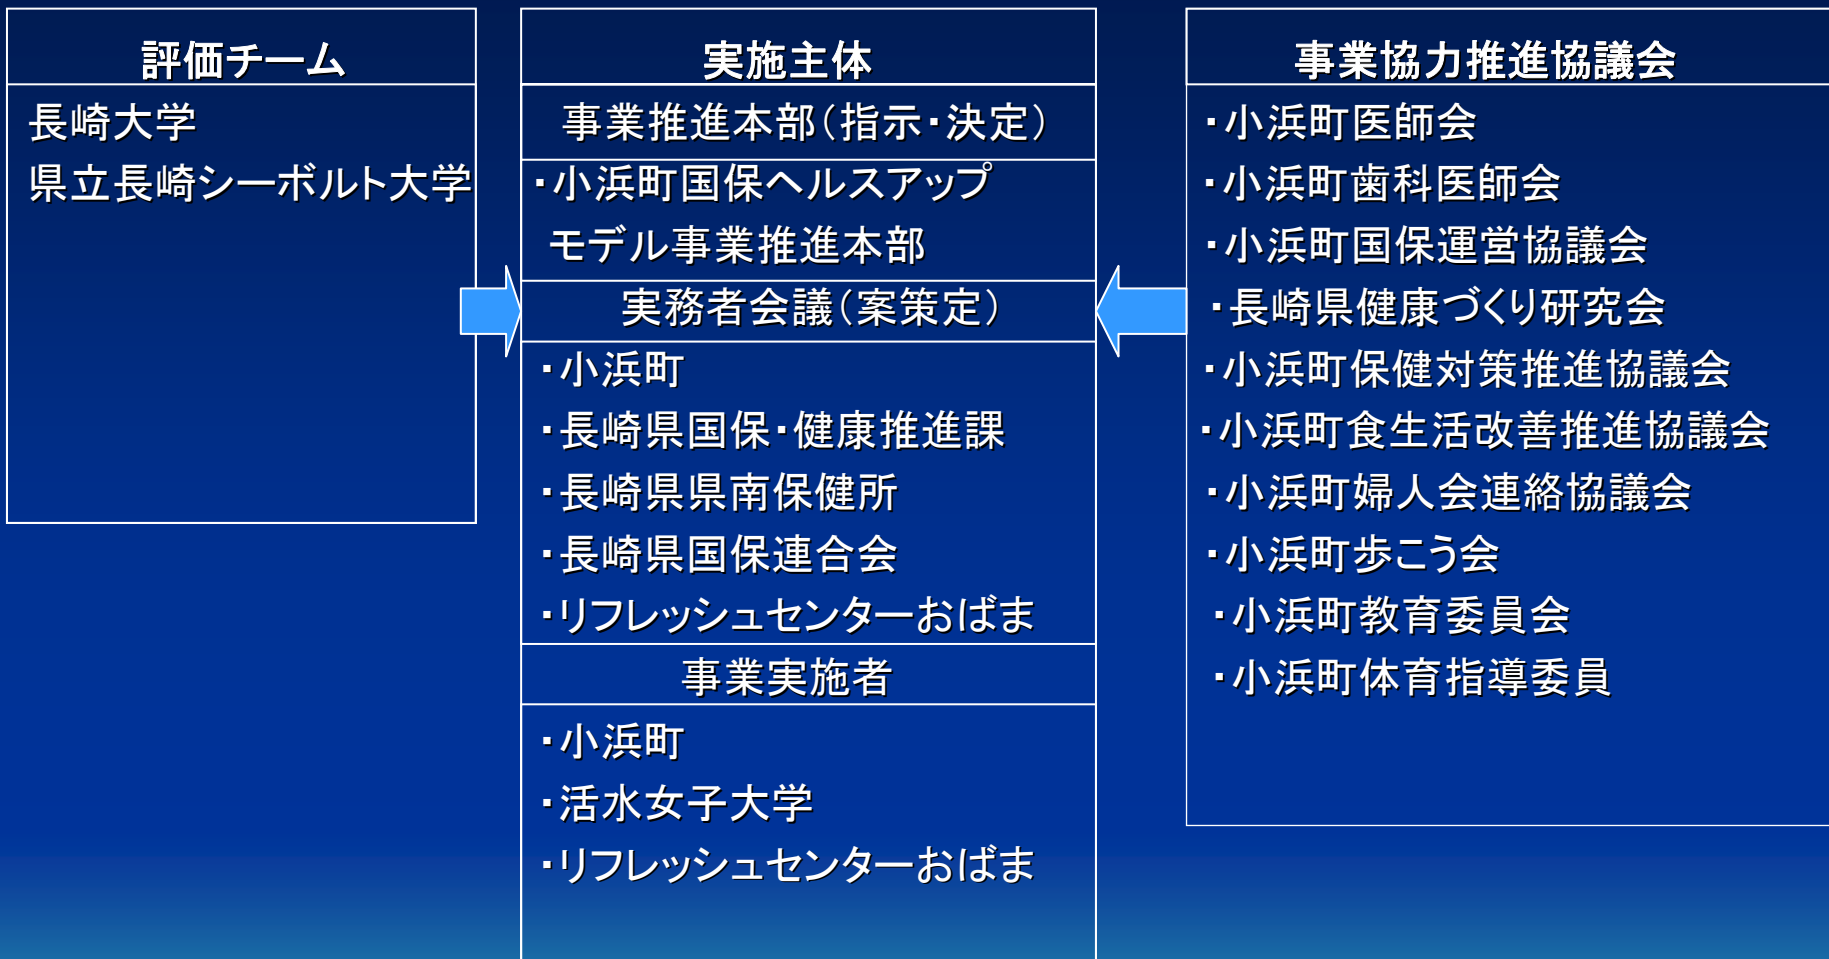 評価チーム
長崎大学
県立長崎シーボルト大学
実施主体
事業推進本部(指示・決定)
・小浜町国保ヘルスアップ
モデル事業推進本部
実務者会議(案策定)
・小浜町
・長崎県国保・健康推進課
・長崎県県南保健所
・長崎県国保連合会
・リフレッシュセンターおばま
事業実施者
・小浜町
・活水女子大学
・リフレッシュセンターおばま
事業協力推進協議会
・小浜町医師会
・小浜町歯科医師会
・小浜町国保運営協議会
・長崎県健康づくり研究会
・小浜町保健対策推進協議会
・小浜町食生活改善推進協議会
・小浜町婦人会連絡協議会
・小浜町歩こう会
・小浜町教育委員会
・小浜町体育指導委員